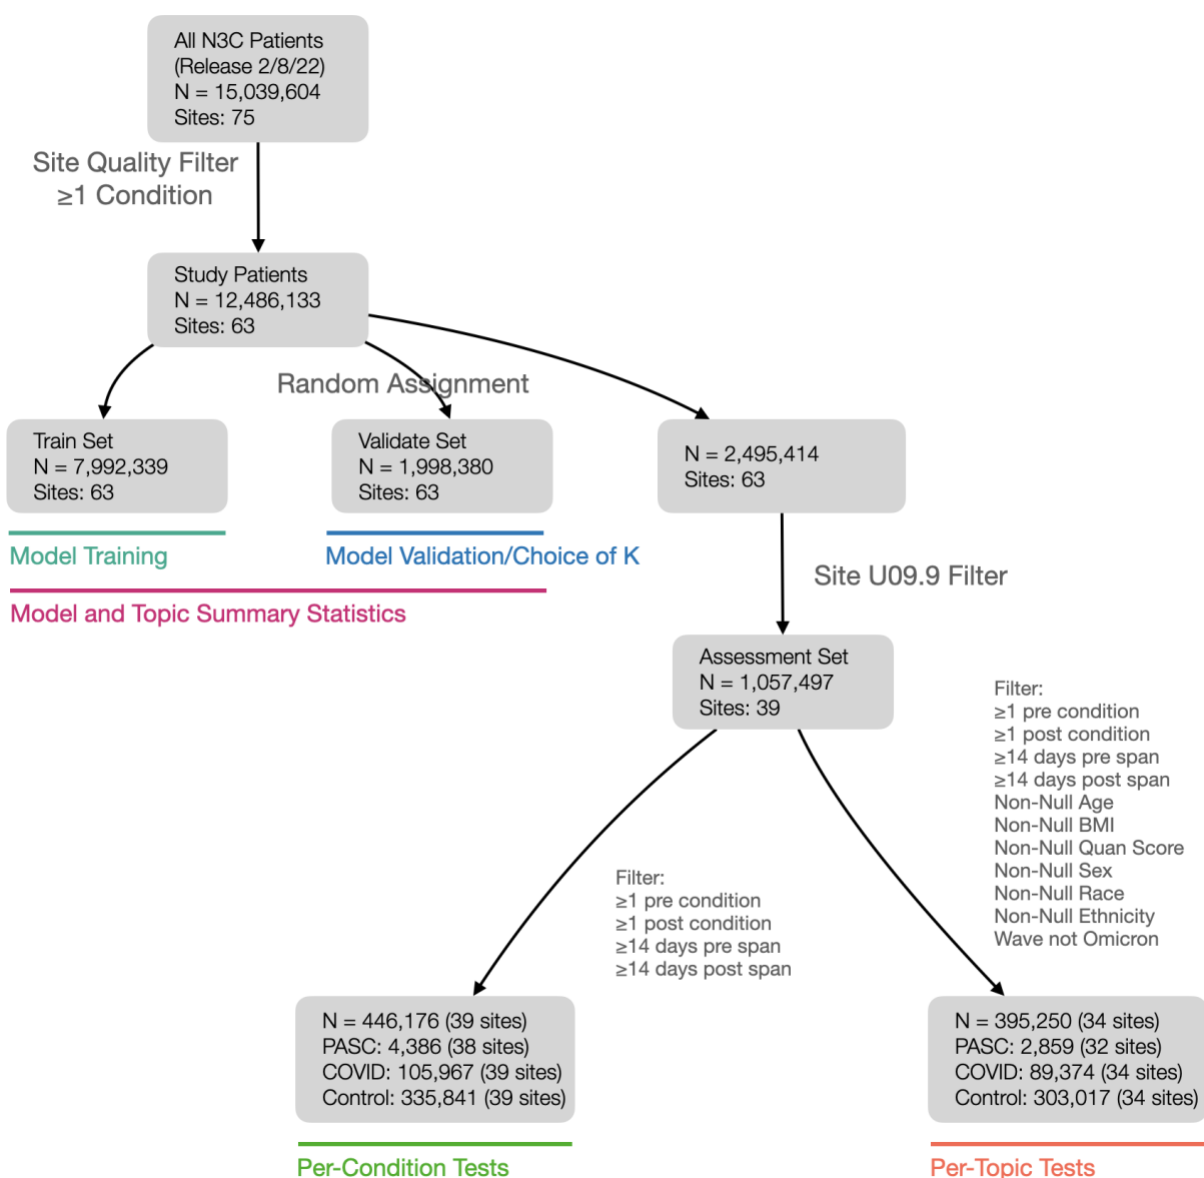 All N3C Patients
(Release 2/8/22)
N = 15,039,604
Sites: 75
Site Quality Filter
≥1 Condition
Study Patients
N = 12,486,133
Sites: 63
Random Assignment
Train Set
N = 7,992,339
Sites: 63
Validate Set
N = 1,998,380
Sites: 63
N = 2,495,414
Sites: 63
Model Training
Model Validation/Choice of K
Model and Topic Summary Statistics
Site U09.9 Filter
Assessment Set
N = 1,057,497
Sites: 39
Filter:
≥1 pre condition
≥1 post condition
≥14 days pre span
≥14 days post span
Non-Null Age
Non-Null BMI
Non-Null Quan Score
Non-Null Sex
Non-Null Race
Non-Null Ethnicity
Wave not Omicron
Filter:
≥1 pre condition
≥1 post condition
≥14 days pre span
≥14 days post span
N = 446,176 (39 sites)
PASC: 4,386 (38 sites)
COVID: 105,967 (39 sites)
Control: 335,841 (39 sites)
N = 395,250 (34 sites)
PASC: 2,859 (32 sites)
COVID: 89,374 (34 sites)
Control: 303,017 (34 sites)
Per-Condition Tests
Per-Topic Tests